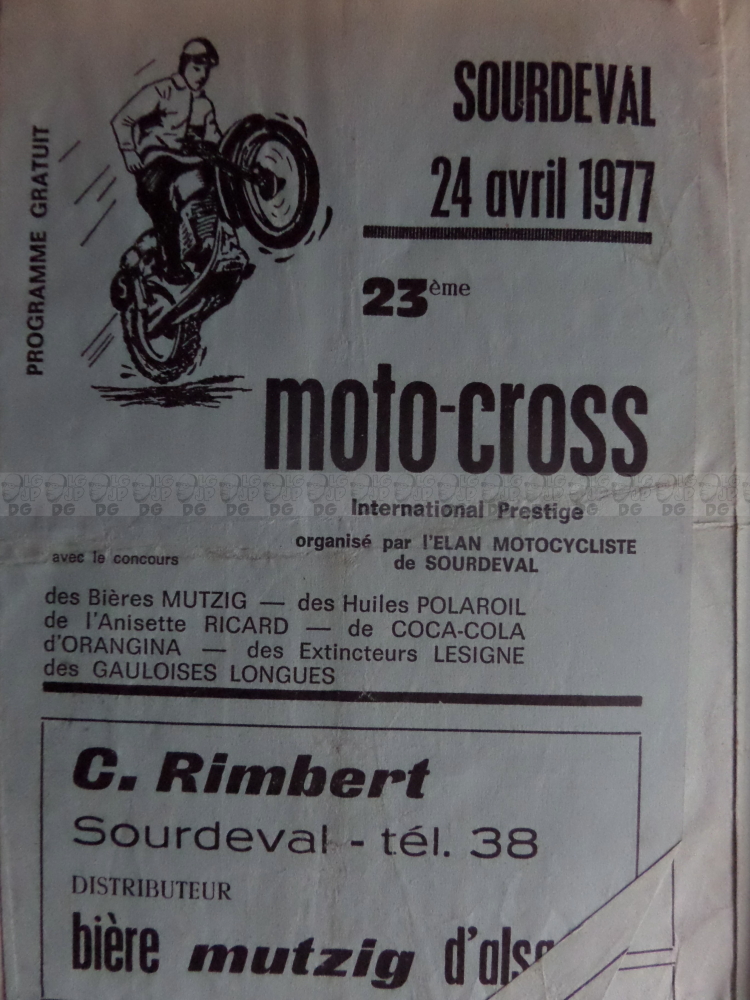 PROGRAMME GRATUIT
SOURDEVAL
24 avril 1977
23ème
moto-cross
International Prestige
organisé par l'ELAN MOTOCYCLISTE
de SOURDEVAL
avec le concours
des Bières MUTZIG — des Huiles POLAROIL
de l'Anisette RICARD — de COCA-COLA
d'ORANGINA — des Extincteurs LESIGNE
des GAULOISES LONGUES
C. Rimbert
Sourdeval - tél. 38
DISTRIBUTEUR
bière mutzig